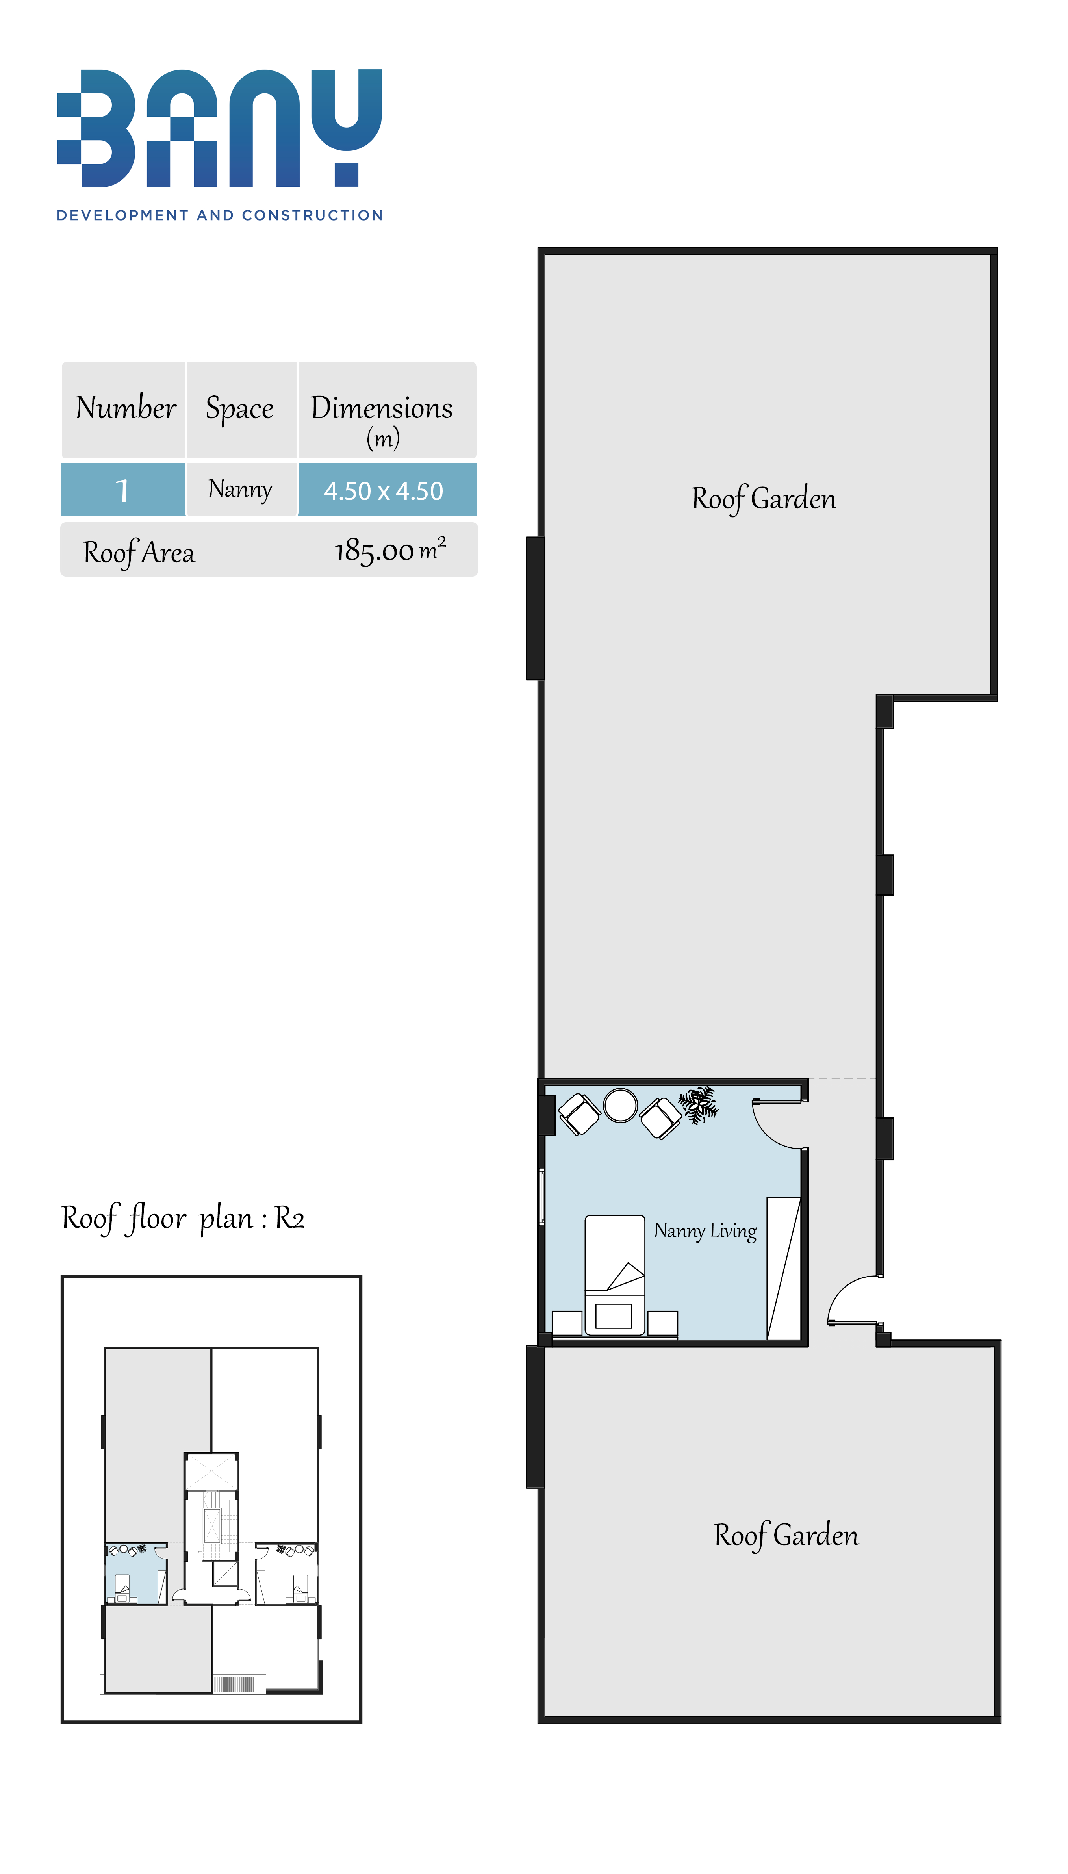 BANY
DEVELOPMENT AND CONSTRUCTION
Number Space Dimensions
(m)
1 Nanny 4.50 x 4.50
Roof Area 185.00 m²
Roof Garden
Nanny Living
Roof floor plan : R2
Roof Garden